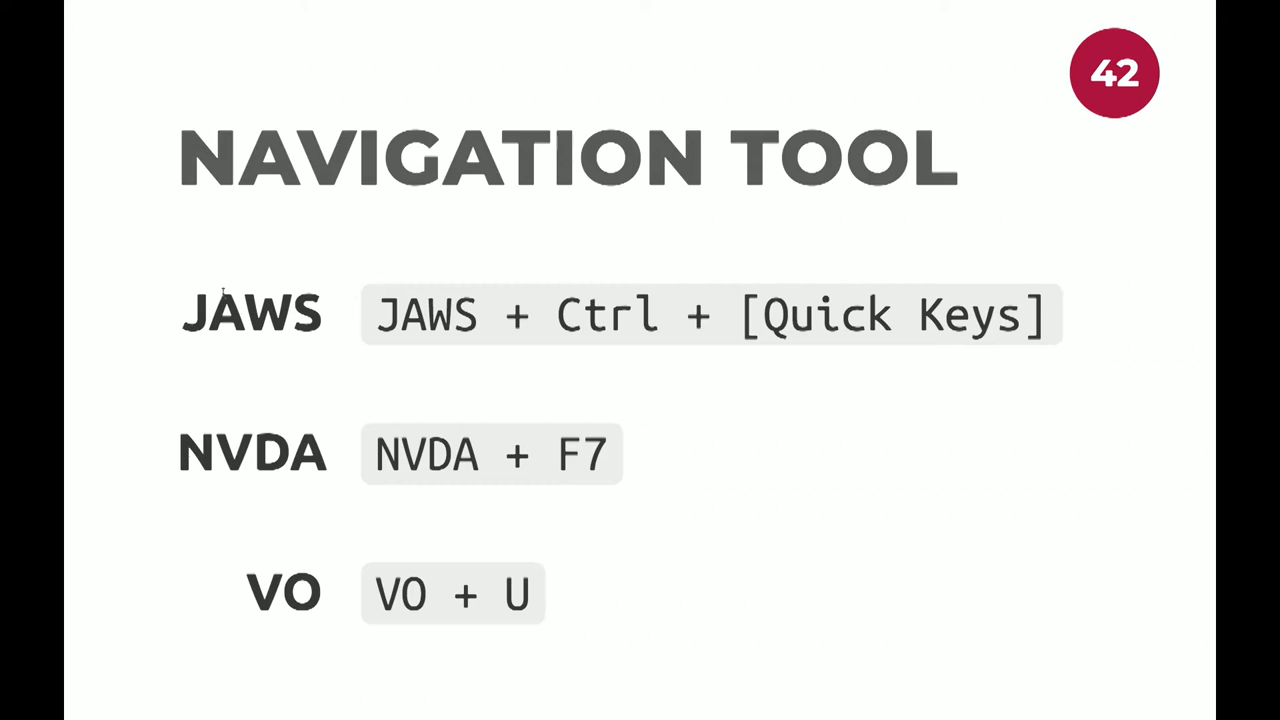 42
NAVIGATION TOOL
JAWS JAWS + Ctrl + [Quick Keys]
NVDA NVDA + F7
VO VO + U